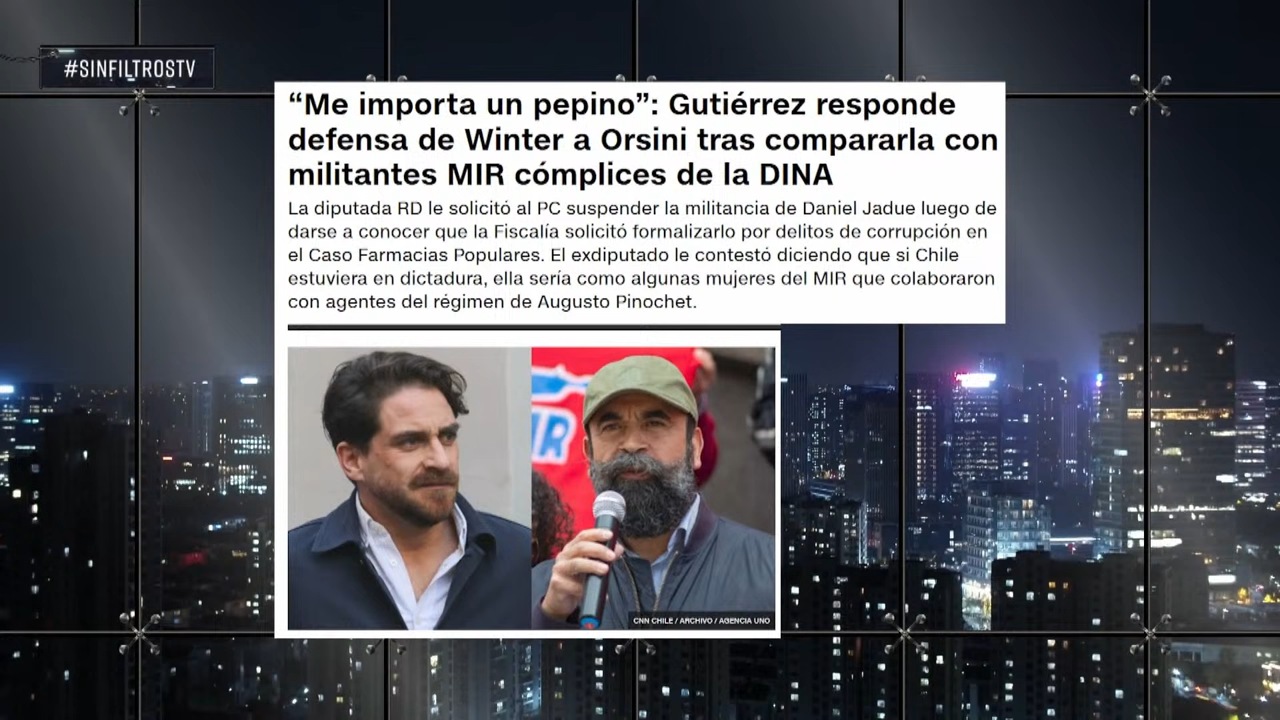 #SINFILTROSTV
“Me importa un pepino”: Gutiérrez responde
defensa de Winter a Orsini tras compararla con
militantes MIR cómplices de la DINA
La diputada RD le solicitó al PC suspender la militancia de Daniel Jadue luego de
darse a conocer que la Fiscalía solicitó formalizarlo por delitos de corrupción en
el Caso Farmacias Populares. El exdiputado le contestó diciendo que si Chile
estuviera en dictadura, ella sería como algunas mujeres del MIR que colaboraron
con agentes del régimen de Augusto Pinochet.
IR
CNN CHILE / ARCHIVO / AGENCIA UNO